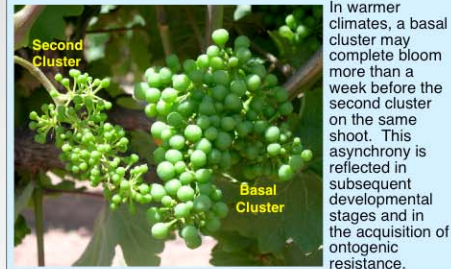 Second
Cluster
Basal
Cluster
In warmer
climates, a basal
cluster may
complete bloom
more than a
week before the
second cluster
on the same
shoot.  This
asynchrony is
reflected in
subsequent
developmental
stages and in
the acquisition of
ontogenic
resistance.